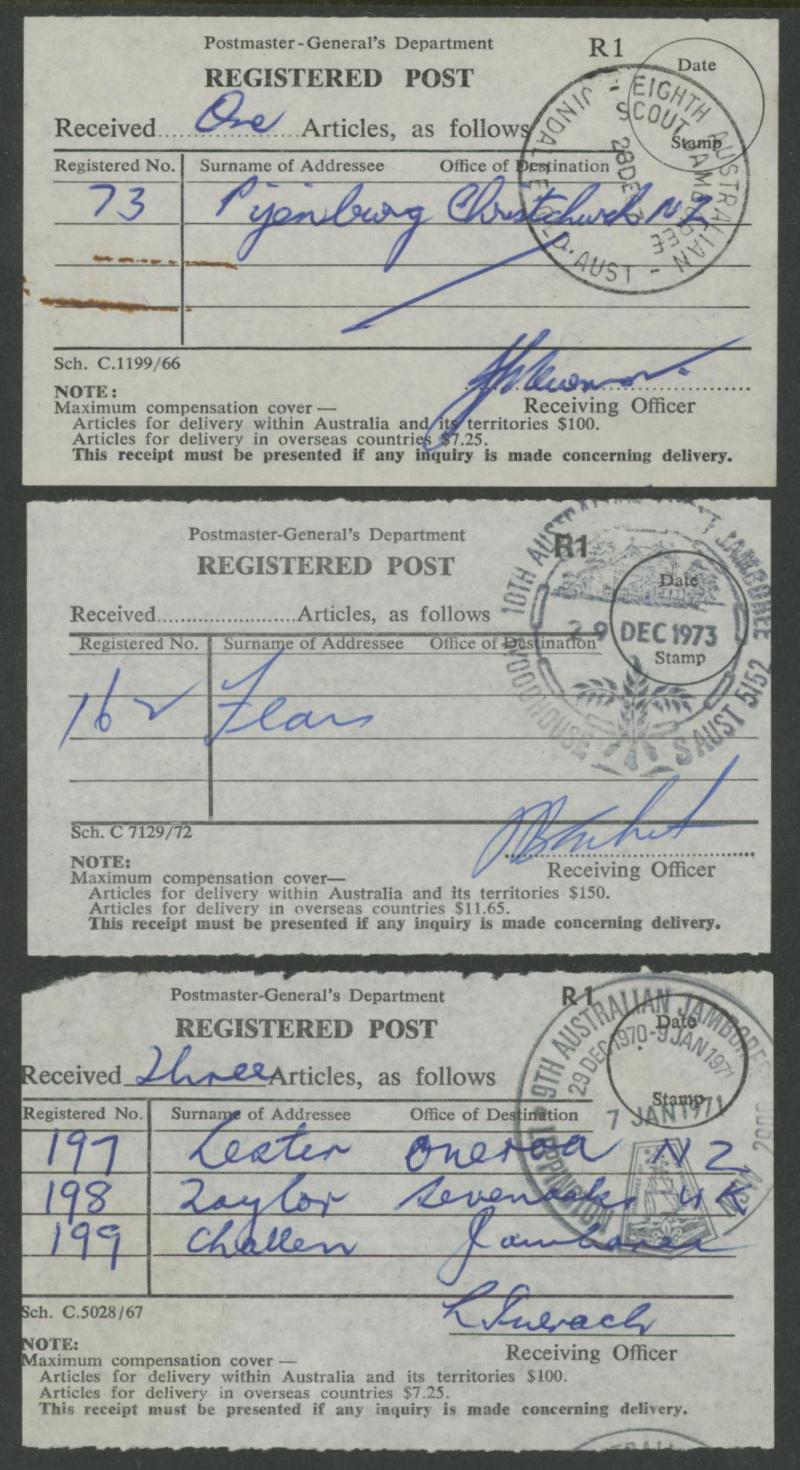 Postmaster-General's Department
R1
REGISTERED POST
Date
Stamp
EIGHTH AUSTRALIAN
SCOUT JAMBOREE
28 DE
AUST
Received One Articles, as follows
Registered No. Surname of Addressee Office of Destination
73 Pijenburg Christchurch NZ
Sch. C.1199/66
Receiving Officer
NOTE:
Maximum compensation cover —
Articles for delivery within Australia and its territories $100.
Articles for delivery in overseas countries $7.25.
This receipt must be presented if any inquiry is made concerning delivery.
Postmaster-General's Department
R1
REGISTERED POST
10TH JAMBOREE
WOODHOUSE S AUST 5152
Date
29 DEC 1973
Stamp
Received Articles, as follows
Registered No. Surname of Addressee Office of Destination
162 Fears
Sch. C 7129/72
Receiving Officer
NOTE:
Maximum compensation cover—
Articles for delivery within Australia and its territories $150.
Articles for delivery in overseas countries $11.65.
This receipt must be presented if any inquiry is made concerning delivery.
Postmaster-General's Department
R1
REGISTERED POST
9TH AUSTRALIAN JAMBOREE
29 DEC 1970-9 JAN 1971
Date
Stamp
7 JAN 1971
LEPPINGTON NSW
Received Three Articles, as follows
Registered No. Surname of Addressee Office of Destination
197 Lester Oneroa NZ
198 Taylor Sevenoaks UK
199 Challen Jamboree
Sch. C.5028/67
Receiving Officer
NOTE:
Maximum compensation cover —
Articles for delivery within Australia and its territories $100.
Articles for delivery in overseas countries $7.25.
This receipt must be presented if any inquiry is made concerning delivery.